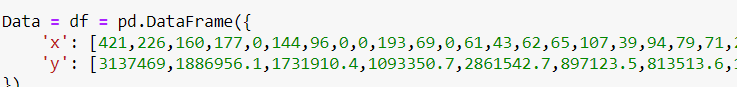 Data = df = pd.DataFrame({
'x': [421,226,160,177,0,144,96,0,0,193,69,0,61,43,62,65,107,39,94,79,71,2
'y': [3137469,1886956.1,1731910.4,1093350.7,2861542.7,897123.5,813513.6,1
})